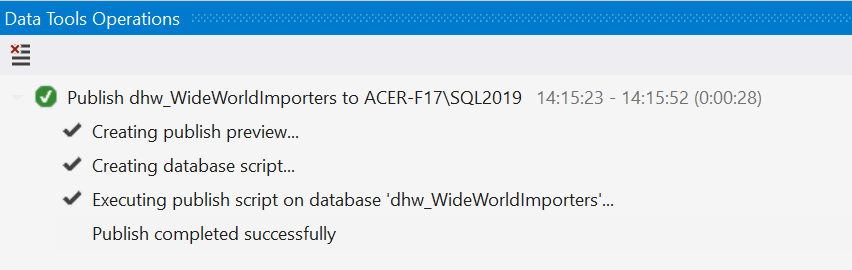 Data Tools Operations
Publish dhw_WideWorldImporters to ACER-F17\SQL2019 14:15:23 - 14:15:52 (0:00:28)
Creating publish preview...
Creating database script...
Executing publish script on database 'dhw_WideWorldImporters'...
Publish completed successfully